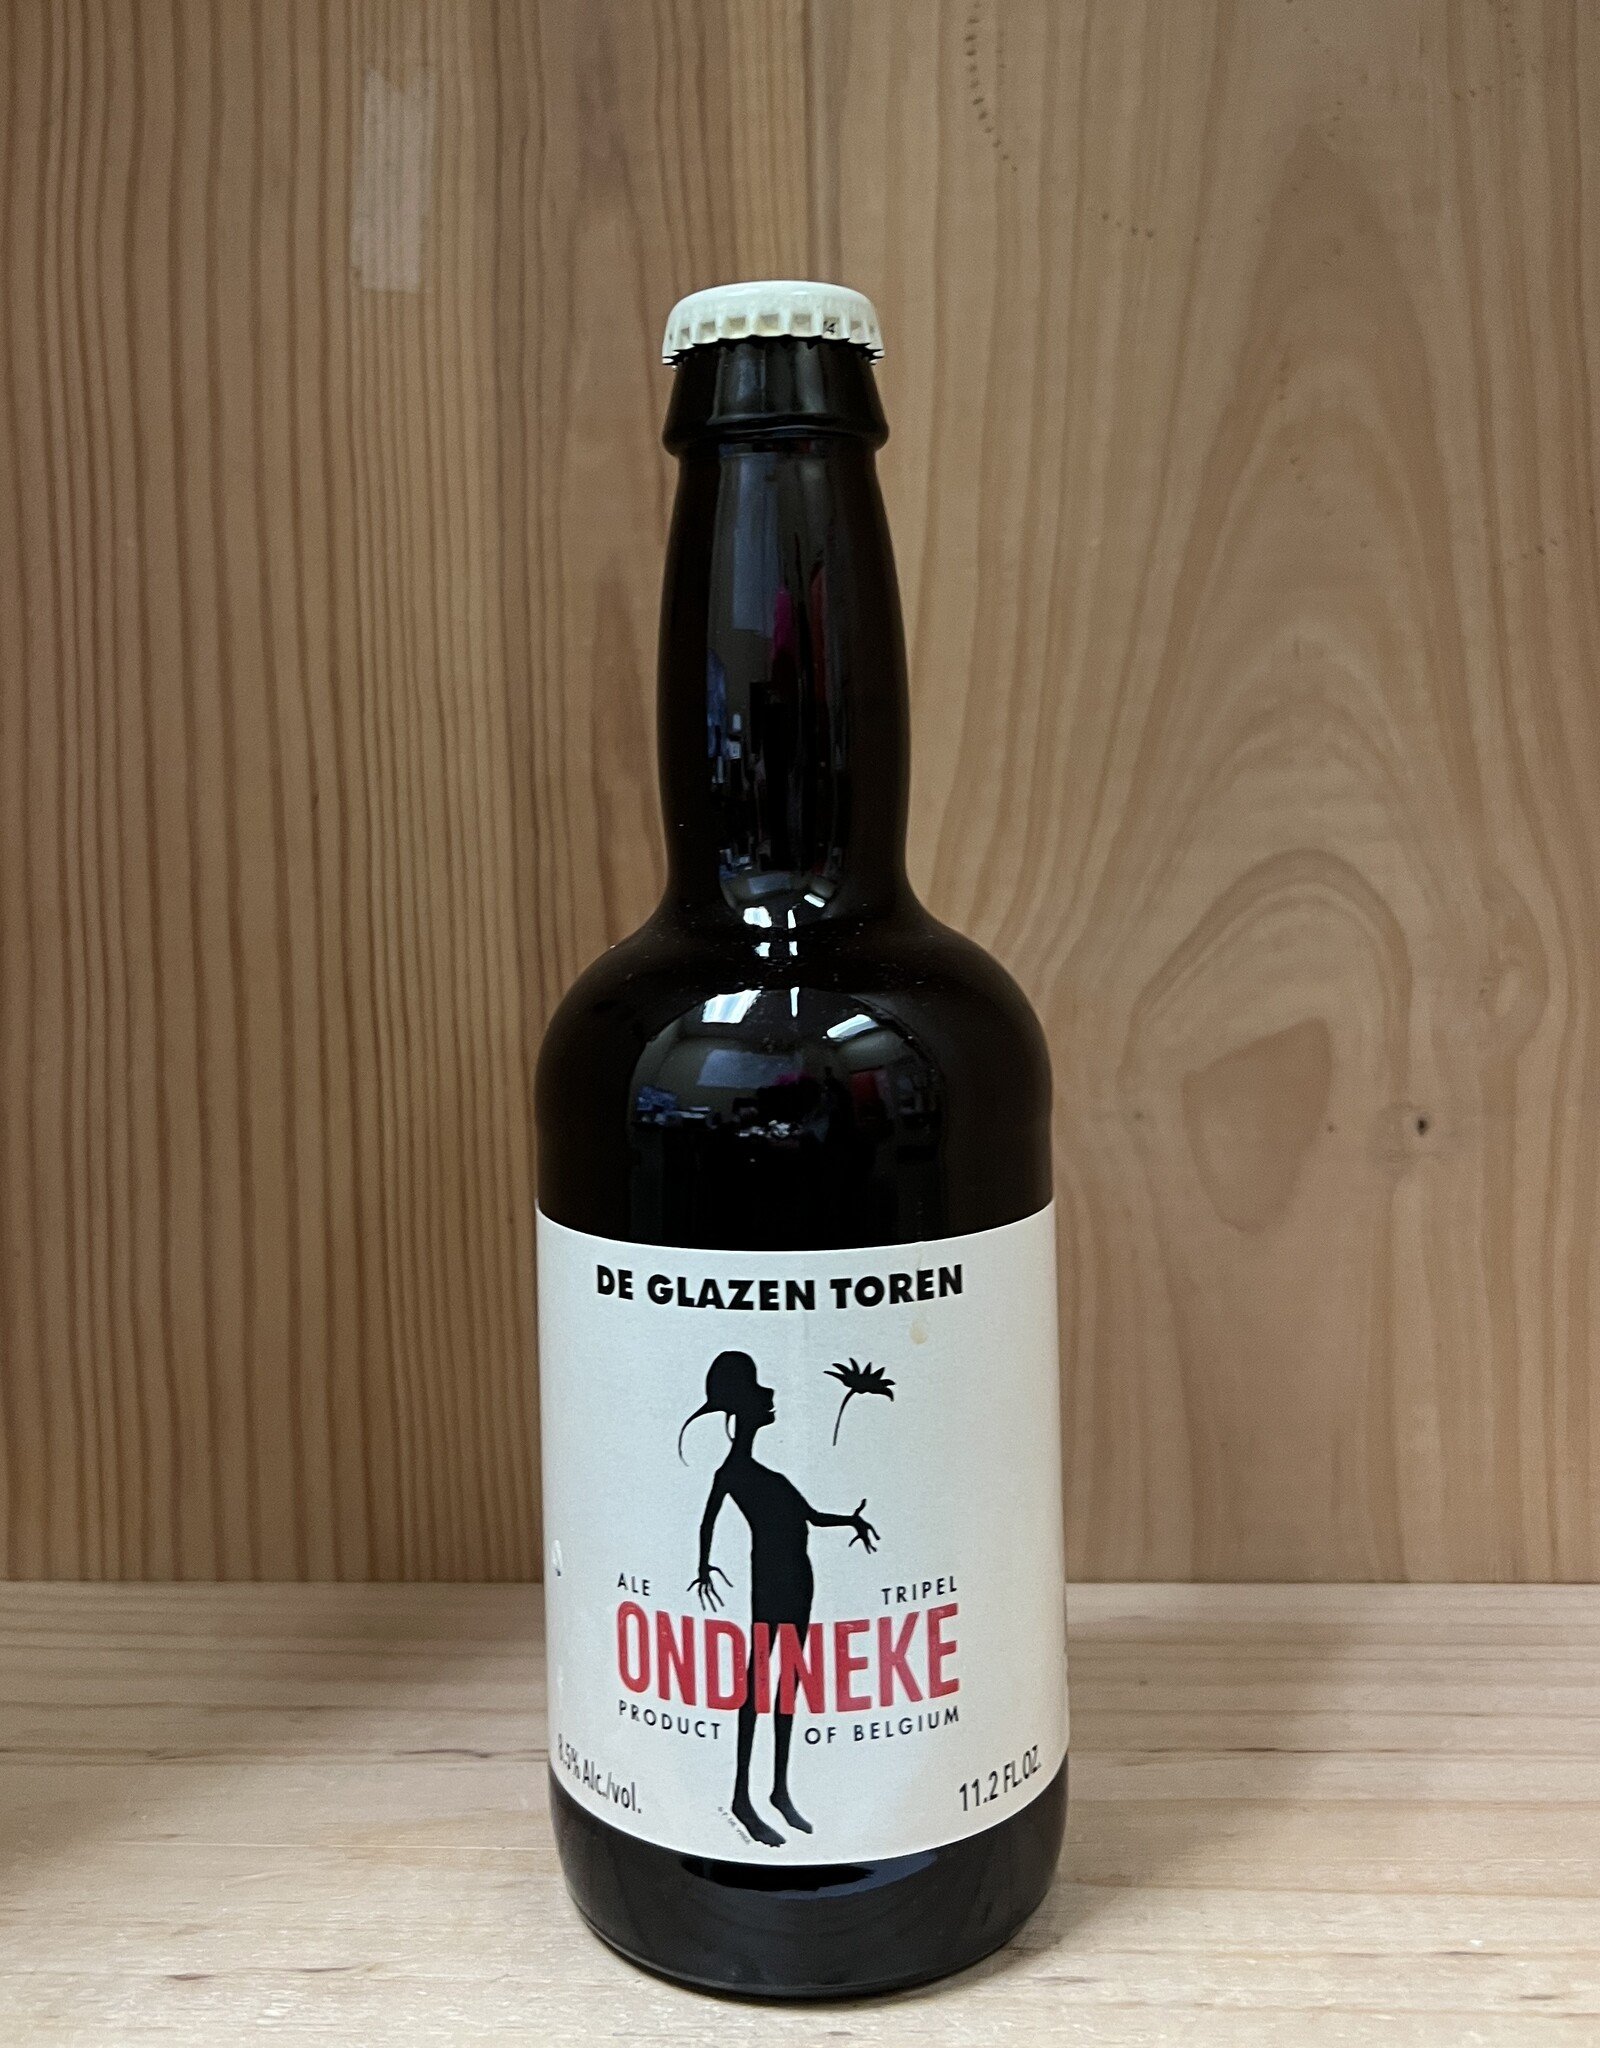 DE GLAZEN TOREN
ALE TRIPEL
ONDINEKE
PRODUCT OF BELGIUM
8.5% Alc./vol.
11.2 FL.OZ.